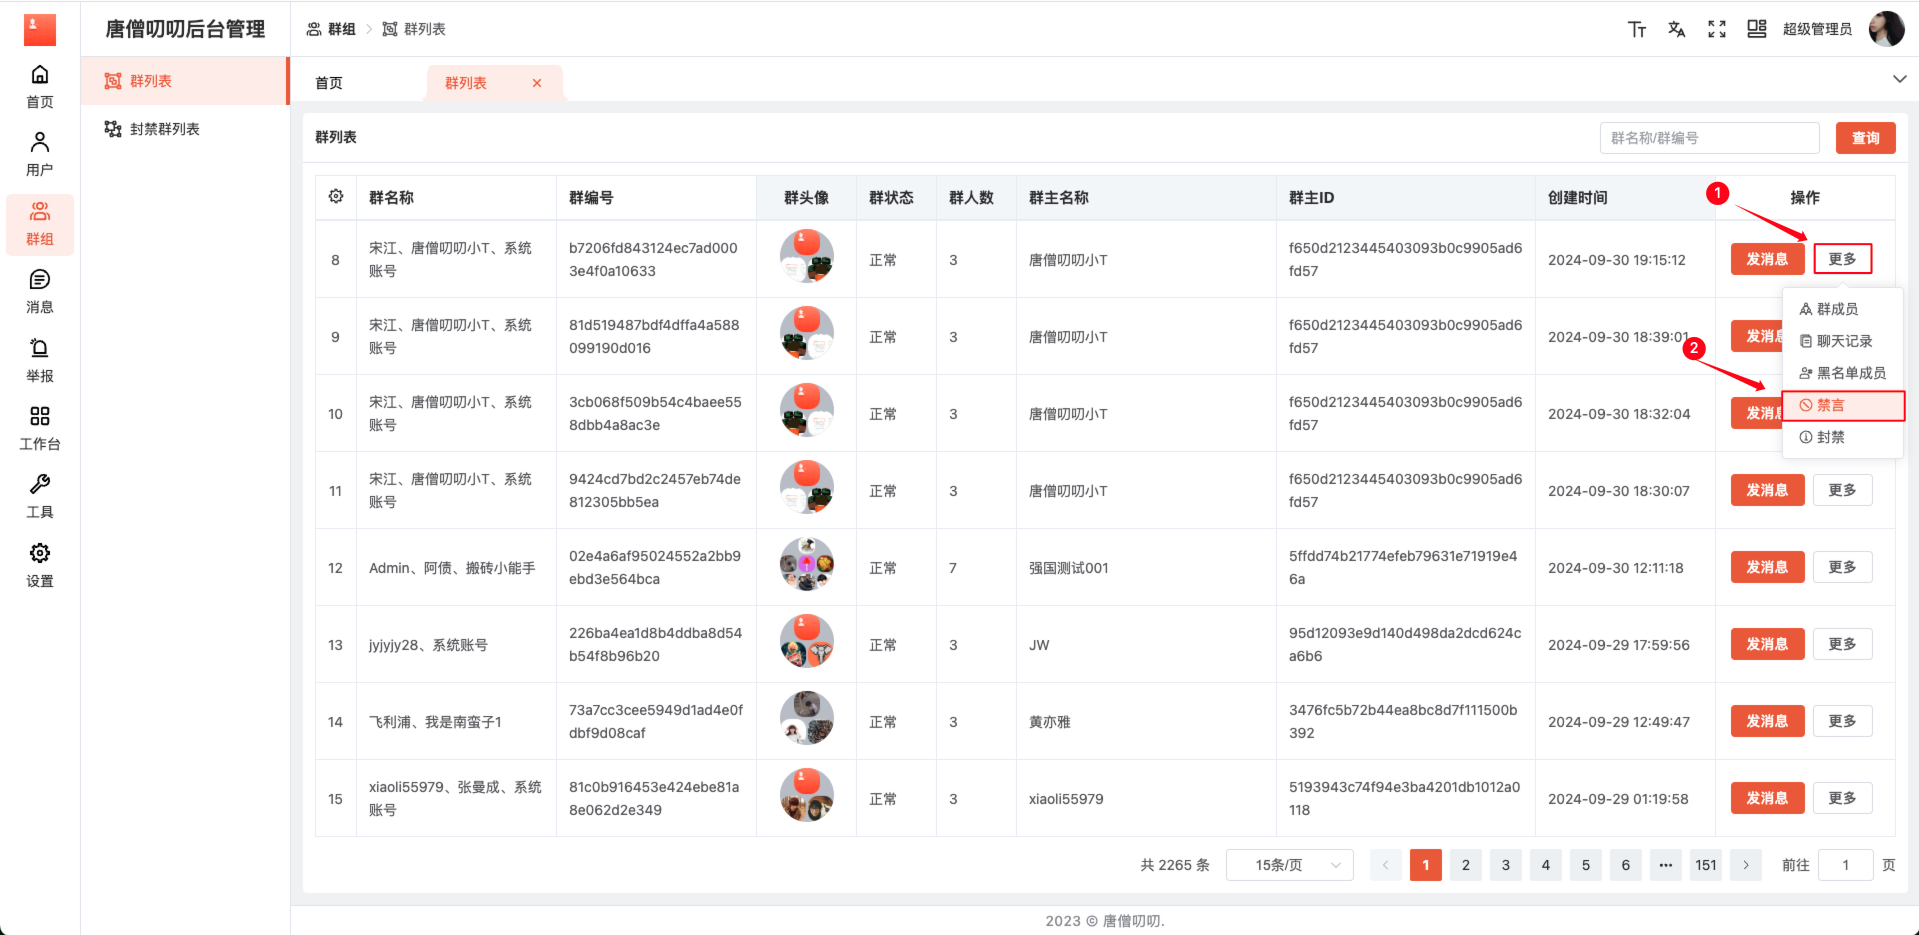 唐僧叨叨后台管理
群组 > 群列表
超级管理员
首页
用户
群组
消息
举报
工作台
工具
设置
群列表
封禁群列表
首页
群列表
群列表
群名称/群编号
查询
群名称 群编号 群头像 群状态 群人数 群主名称 群主ID 创建时间 操作
1
8 宋江、唐僧叨叨小T、系统账号 b7206fd843124ec7ad0003e4f0a10633 正常 3 唐僧叨叨小T f650d2123445403093b0c9905ad6fd57 2024-09-30 19:15:12 发消息 更多
9 宋江、唐僧叨叨小T、系统账号 81d519487bdf4dffa4a588099190d016 正常 3 唐僧叨叨小T f650d2123445403093b0c9905ad6fd57 2024-09-30 18:39:01 发消息
2
群成员
聊天记录
黑名单成员
禁言
封禁
10 宋江、唐僧叨叨小T、系统账号 3cb068f509b54c4baee558dbb4a8ac3e 正常 3 唐僧叨叨小T f650d2123445403093b0c9905ad6fd57 2024-09-30 18:32:04 发消息
11 宋江、唐僧叨叨小T、系统账号 9424cd7bd2c2457eb74de812305bb5ea 正常 3 唐僧叨叨小T f650d2123445403093b0c9905ad6fd57 2024-09-30 18:30:07 发消息 更多
12 Admin、阿债、搬砖小能手 02e4a6af95024552a2bb9ebd3e564bca 正常 7 强国测试001 5ffdd74b21774efeb79631e71919e46a 2024-09-30 12:11:18 发消息 更多
13 jyjyjy28、系统账号 226ba4ea1d8b4ddba8d54b54f8b96b20 正常 3 JW 95d12093e9d140d498da2dcd624ca6b6 2024-09-29 17:59:56 发消息 更多
14 飞利浦、我是南蛮子1 73a7cc3cee5949d1ad4e0fdbf9d08caf 正常 3 黄亦雅 3476fc5b72b44ea8bc8d7f111500b392 2024-09-29 12:49:47 发消息 更多
15 xiaoli55979、张曼成、系统账号 81c0b916453e424ebe81a8e062d2e349 正常 3 xiaoli55979 5193943c74f94e3ba4201db1012a0118 2024-09-29 01:19:58 发消息 更多
共 2265 条 15条/页 < 1 2 3 4 5 6 ••• 151 > 前往 1 页
2023 © 唐僧叨叨.